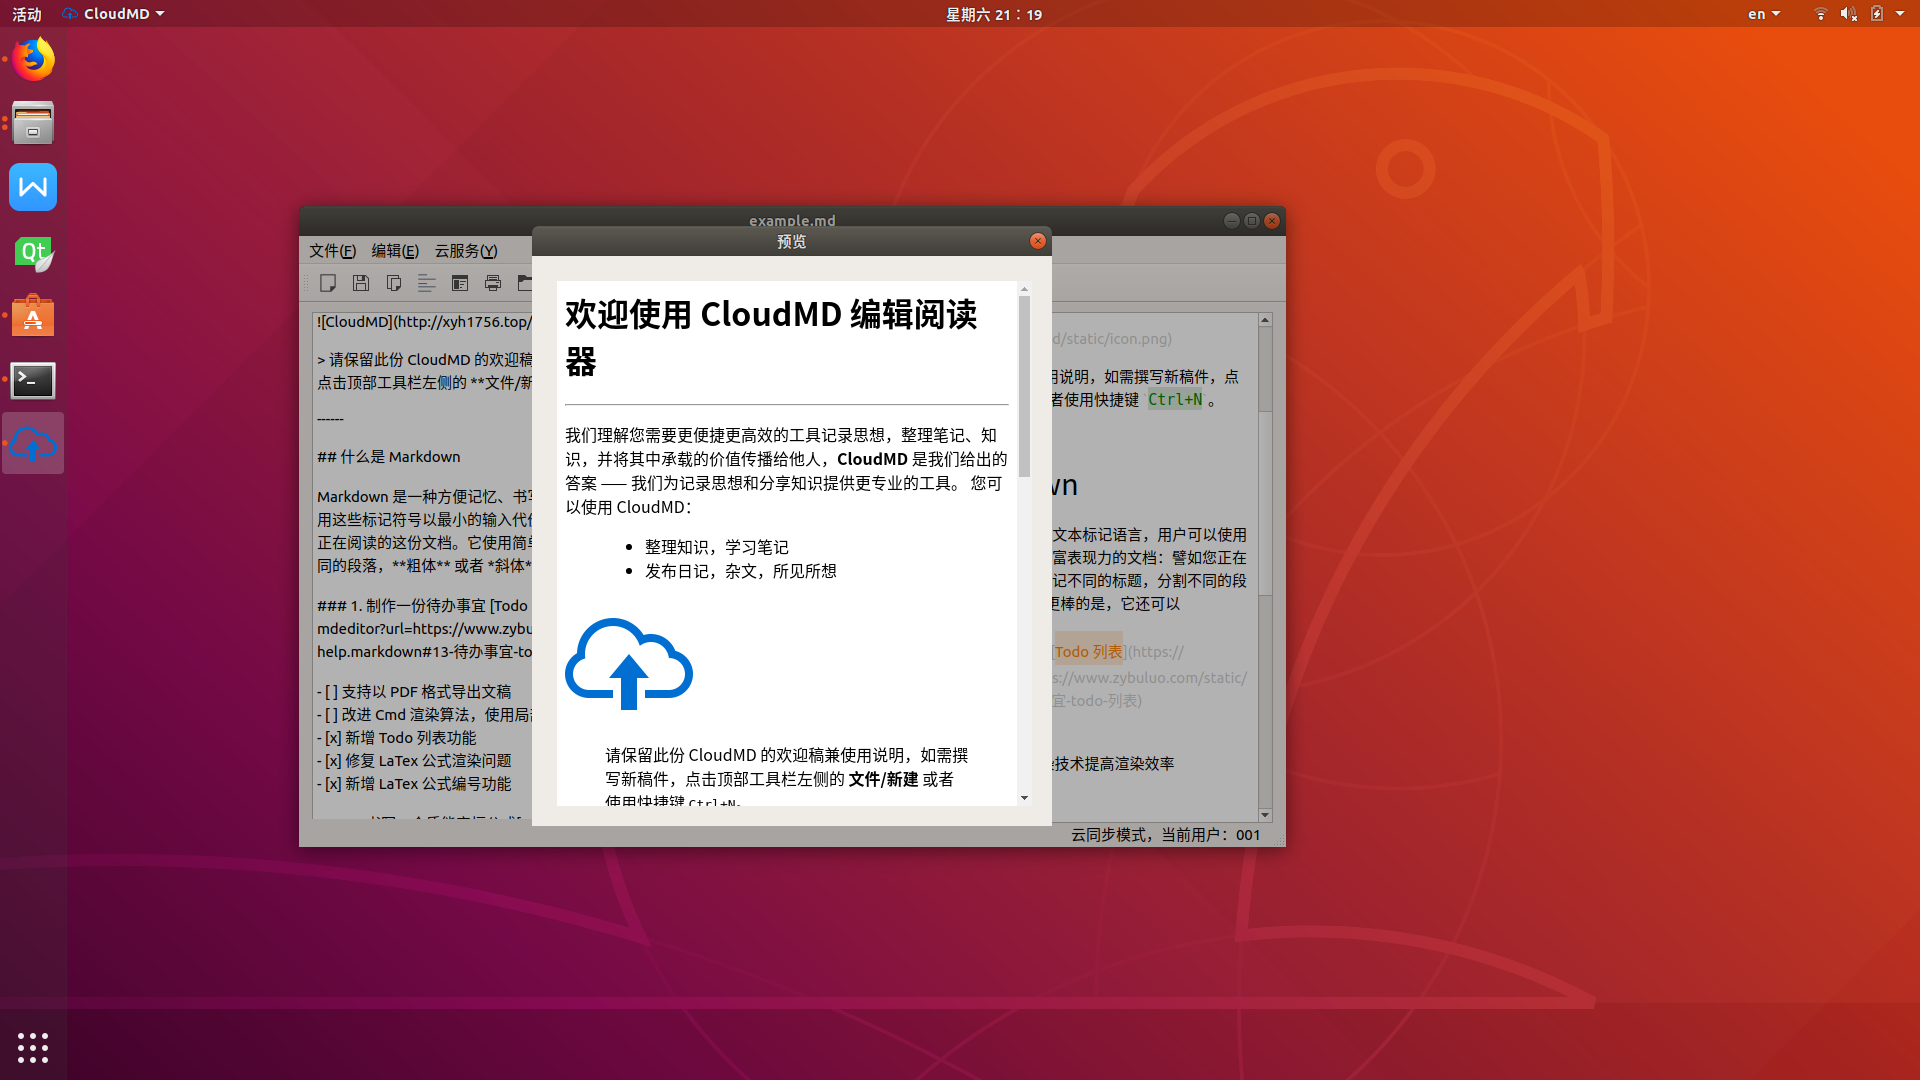 活动
CloudMD
星期六 21：19
en
example.md
文件(F) 编辑(E) 云服务(Y)
![CloudMD](http://xyh1756.top/
> 请保留此份 CloudMD 的欢迎稿
点击顶部工具栏左侧的 **文件/新
------
## 什么是 Markdown
Markdown 是一种方便记忆、书写
用这些标记符号以最小的输入代价
正在阅读的这份文档。它使用简单
同的段落，**粗体** 或者 *斜体*
### 1. 制作一份待办事宜 [Todo
mdeditor?url=https://www.zybu
help.markdown#13-待办事宜-to
- [ ] 支持以 PDF 格式导出文稿
- [ ] 改进 Cmd 渲染算法，使用局部
- [x] 新增 Todo 列表功能
- [x] 修复 LaTex 公式渲染问题
- [x] 新增 LaTex 公式编号功能
预览
欢迎使用 CloudMD 编辑阅读
器
我们理解您需要更便捷更高效的工具记录思想，整理笔记、知
识，并将其中承载的价值传播给他人，CloudMD 是我们给出的
答案 —— 我们为记录思想和分享知识提供更专业的工具。 您可
以使用 CloudMD：
整理知识，学习笔记
发布日记，杂文，所见所想
请保留此份 CloudMD 的欢迎稿兼使用说明，如需撰
写新稿件，点击顶部工具栏左侧的 文件/新建 或者
使用快捷键 Ctrl+N。
d/static/icon.png)
用说明，如需撰写新稿件，点
者使用快捷键 `Ctrl+N`。
wn
文本标记语言，用户可以使用
富表现力的文档：譬如您正在
记不同的标题，分割不同的段
更棒的是，它还可以
[Todo 列表](https://
s://www.zybuluo.com/static/
宜-todo-列表)
技术提高渲染效率
云同步模式，当前用户：001